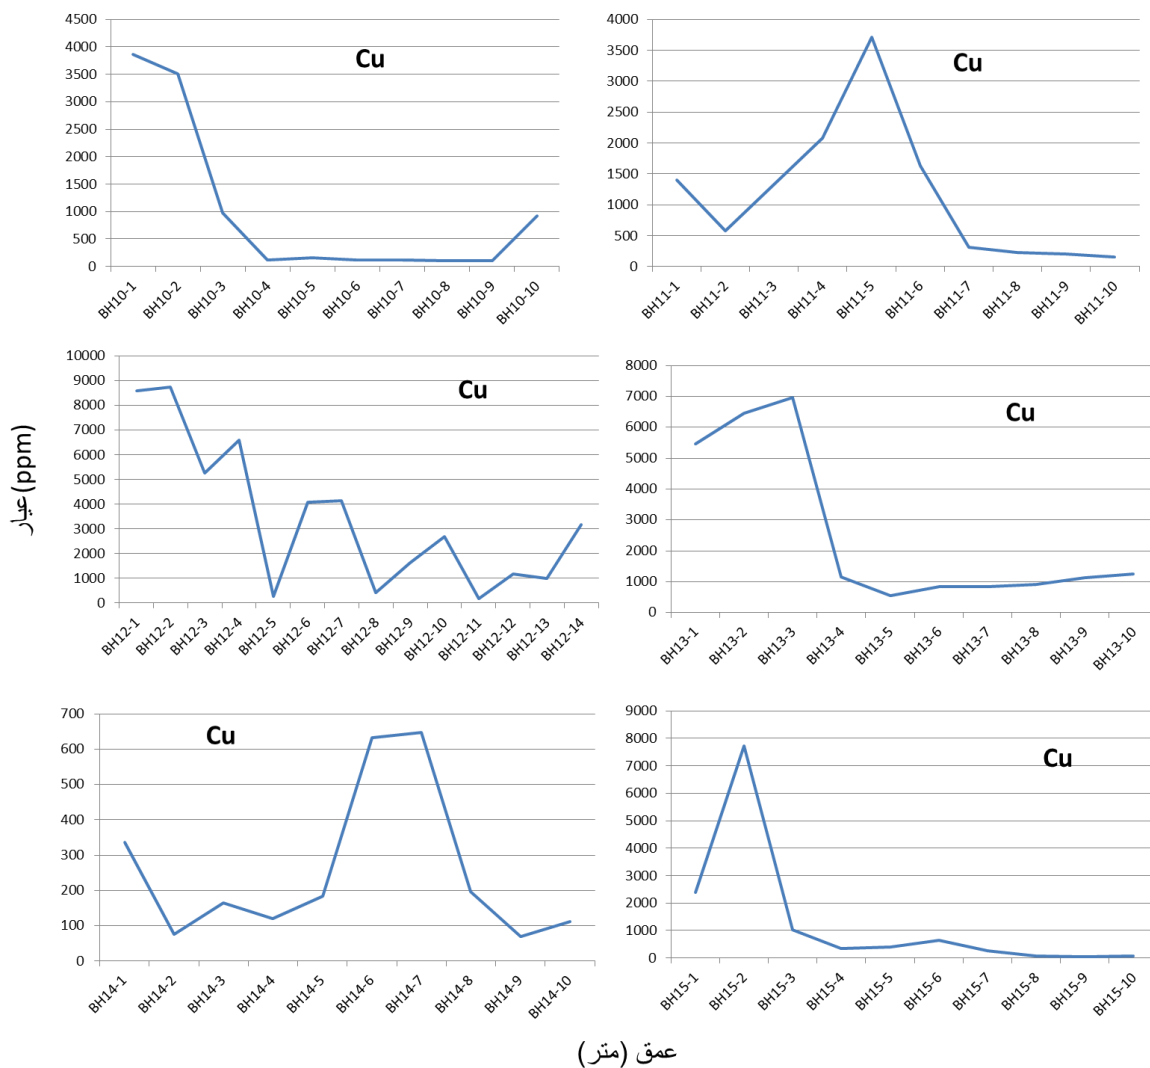 4500
4000
3500
3000
2500
2000
1500
1000
500
0
Cu
BH10-1
BH10-2
BH10-3
BH10-4
BH10-5
BH10-6
BH10-7
BH10-8
BH10-9
BH10-10
4000
3500
3000
2500
2000
1500
1000
500
0
Cu
BH11-1
BH11-2
BH11-3
BH11-4
BH11-5
BH11-6
BH11-7
BH11-8
BH11-9
BH11-10
عیار(ppm)
10000
9000
8000
7000
6000
5000
4000
3000
2000
1000
0
Cu
BH12-1
BH12-2
BH12-3
BH12-4
BH12-5
BH12-6
BH12-7
BH12-8
BH12-9
BH12-10
BH12-11
BH12-12
BH12-13
BH12-14
8000
7000
6000
5000
4000
3000
2000
1000
0
Cu
BH13-1
BH13-2
BH13-3
BH13-4
BH13-5
BH13-6
BH13-7
BH13-8
BH13-9
BH13-10
700
600
500
400
300
200
100
0
Cu
BH14-1
BH14-2
BH14-3
BH14-4
BH14-5
BH14-6
BH14-7
BH14-8
BH14-9
BH14-10
9000
8000
7000
6000
5000
4000
3000
2000
1000
0
Cu
BH15-1
BH15-2
BH15-3
BH15-4
BH15-5
BH15-6
BH15-7
BH15-8
BH15-9
BH15-10
عمق (متر)